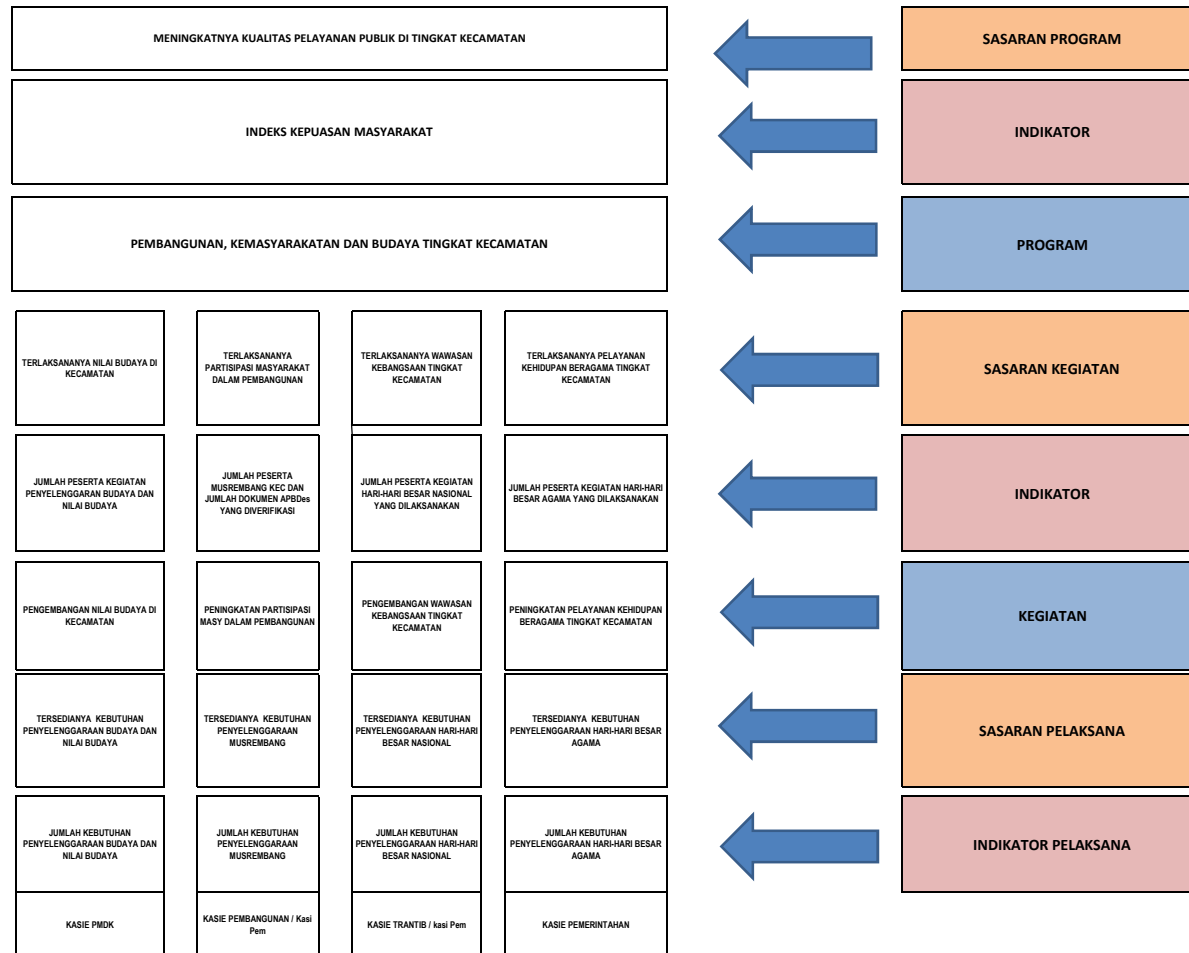 MENINGKATNYA KUALITAS PELAYANAN PUBLIK DI TINGKAT KECAMATAN
SASARAN PROGRAM
INDEKS KEPUASAN MASYARAKAT
INDIKATOR
PEMBANGUNAN, KEMASYARAKATAN DAN BUDAYA TINGKAT KECAMATAN
PROGRAM
TERLAKSANANYA NILAI BUDAYA DI
KECAMATAN
TERLAKSANANYA
PARTISIPASI MASYARAKAT
DALAM PEMBANGUNAN
TERLAKSANANYA WAWASAN
KEBANGSAAN TINGKAT
KECAMATAN
TERLAKSANANYA PELAYANAN
KEHIDUPAN BERAGAMA TINGKAT
KECAMATAN
SASARAN KEGIATAN
JUMLAH PESERTA KEGIATAN
PENYELENGGARAN BUDAYA DAN
NILAI BUDAYA
JUMLAH PESERTA
MUSREMBANG KEC DAN
JUMLAH DOKUMEN APBDes
YANG DIVERIFIKASI
JUMLAH PESERTA KEGIATAN
HARI-HARI BESAR NASIONAL
YANG DILAKSANAKAN
JUMLAH PESERTA KEGIATAN HARI-HARI
BESAR AGAMA YANG DILAKSANAKAN
INDIKATOR
PENGEMBANGAN NILAI BUDAYA DI
KECAMATAN
PENINGKATAN PARTISIPASI
MASY DALAM PEMBANGUNAN
PENGEMBANGAN WAWASAN
KEBANGSAAN TINGKAT
KECAMATAN
PENINGKATAN PELAYANAN KEHIDUPAN
BERAGAMA TINGKAT KECAMATAN
KEGIATAN
TERSEDIANYA KEBUTUHAN
PENYELENGGARAAN BUDAYA DAN
NILAI BUDAYA
TERSEDIANYA KEBUTUHAN
PENYELENGGARAAN
MUSREMBANG
TERSEDIANYA KEBUTUHAN
PENYELENGGARAAN HARI-HARI
BESAR NASIONAL
TERSEDIANYA KEBUTUHAN
PENYELENGGARAAN HARI-HARI BESAR
AGAMA
SASARAN PELAKSANA
JUMLAH KEBUTUHAN
PENYELENGGARAAN BUDAYA DAN
NILAI BUDAYA
JUMLAH KEBUTUHAN
PENYELENGGARAAN
MUSREMBANG
JUMLAH KEBUTUHAN
PENYELENGGARAAN HARI-HARI
BESAR NASIONAL
JUMLAH KEBUTUHAN
PENYELENGGARAAN HARI-HARI BESAR
AGAMA
INDIKATOR PELAKSANA
KASIE PMDK
KASIE PEMBANGUNAN / Kasi
Pem
KASIE TRANTIB / kasi Pem
KASIE PEMERINTAHAN